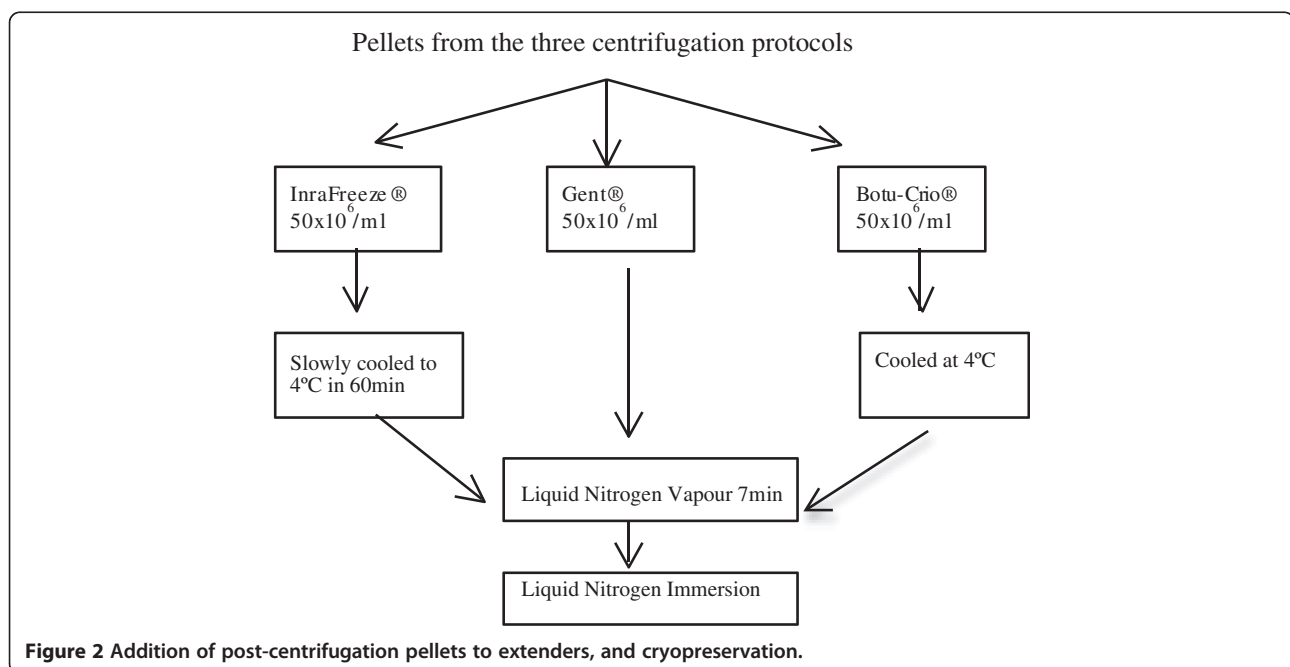 Pellets from the three centrifugation protocols
InraFreeze ®
50x10⁶/ml
Gent®
50x10⁶/ml
Botu-Crio®
50x10⁶/ml
Slowly cooled to
4ºC in 60min
Cooled at 4ºC
Liquid Nitrogen Vapour 7min
Liquid Nitrogen Immersion
Figure 2 Addition of post-centrifugation pellets to extenders, and cryopreservation.